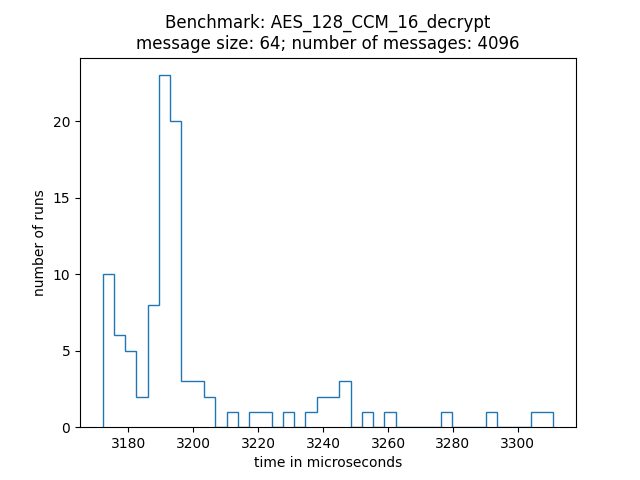 Benchmark: AES_128_CCM_16_decrypt
message size: 64; number of messages: 4096
number of runs
20
15
10
5
0
3180 3200 3220 3240 3260 3280 3300
time in microseconds